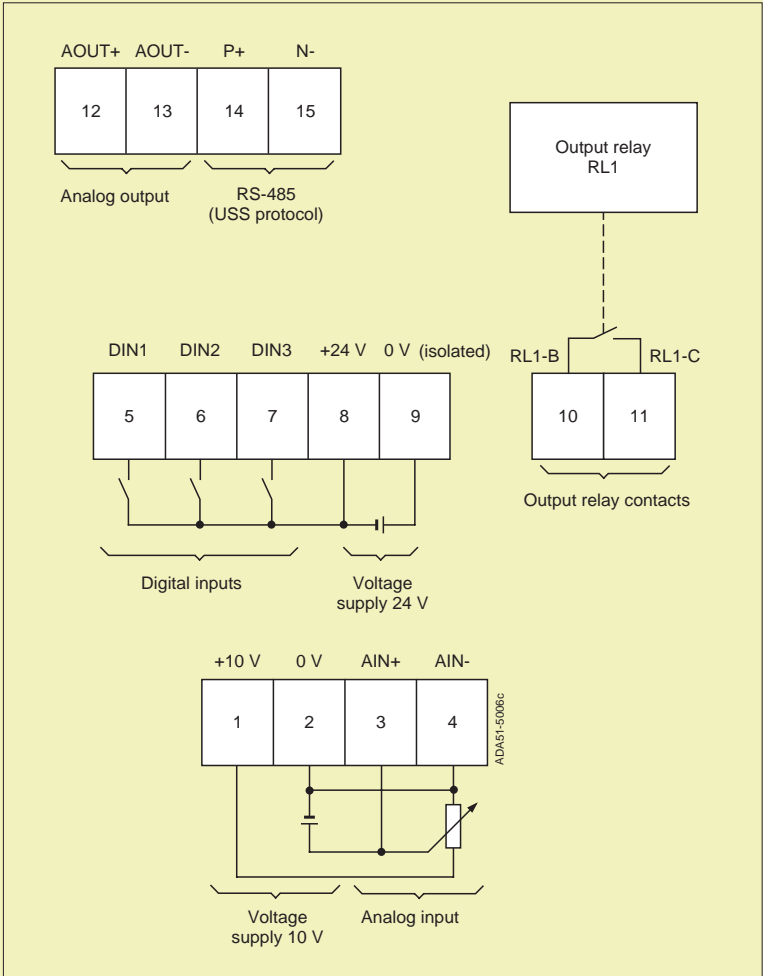 AOUT+ AOUT- P+ N-
12 13 14 15
Analog output
RS-485
(USS protocol)
Output relay
RL1
DIN1 DIN2 DIN3 +24 V 0 V (isolated)
5 6 7 8 9
Digital inputs
Voltage
supply 24 V
RL1-B RL1-C
10 11
Output relay contacts
+10 V 0 V AIN+ AIN-
1 2 3 4
ADA51-5006c
Voltage
supply 10 V
Analog input